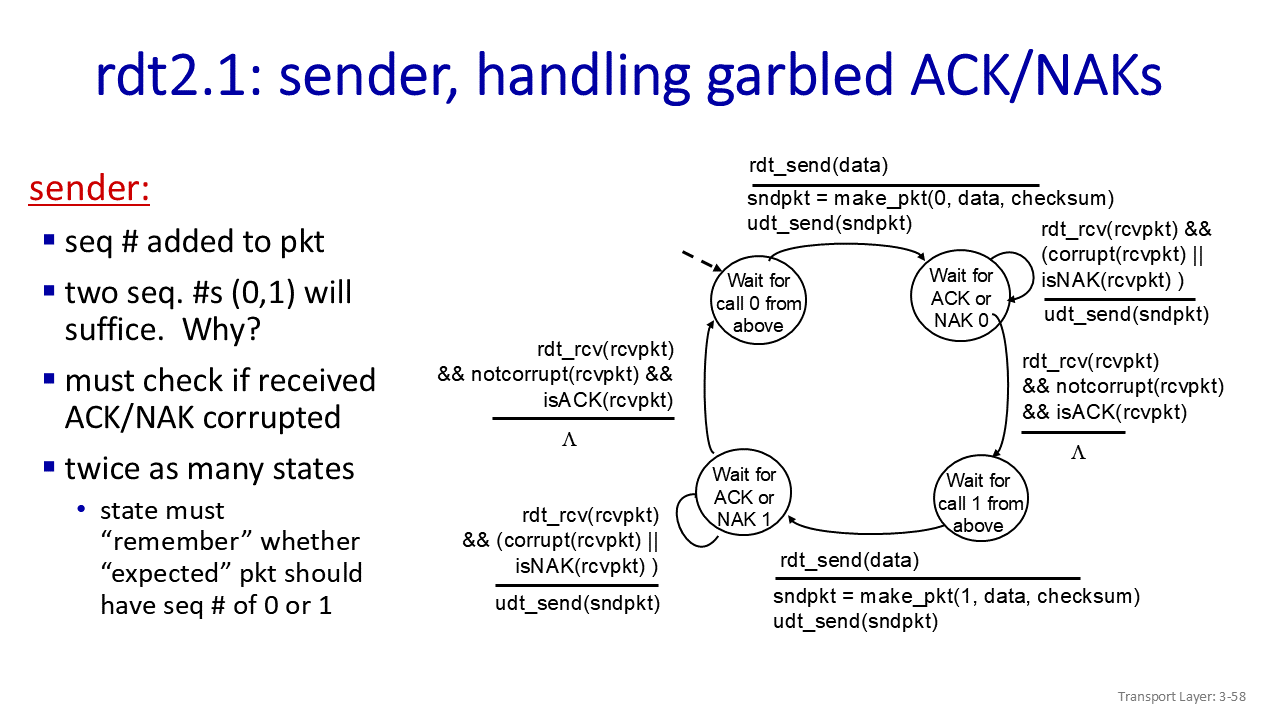 rdt2.1: sender, handling garbled ACK/NAKs
sender:
▪ seq # added to pkt
▪ two seq. #s (0,1) will
suffice. Why?
▪ must check if received
ACK/NAK corrupted
▪ twice as many states
• state must
“remember” whether
“expected” pkt should
have seq # of 0 or 1
rdt_send(data)
sndpkt = make_pkt(0, data, checksum)
udt_send(sndpkt)
Wait for
call 0 from
above
Wait for
ACK or
NAK 0
rdt_rcv(rcvpkt) &&
(corrupt(rcvpkt) ||
isNAK(rcvpkt) )
udt_send(sndpkt)
rdt_rcv(rcvpkt)
&& notcorrupt(rcvpkt)
&& isACK(rcvpkt)
Λ
Wait for
call 1 from
above
rdt_send(data)
sndpkt = make_pkt(1, data, checksum)
udt_send(sndpkt)
Wait for
ACK or
NAK 1
rdt_rcv(rcvpkt)
&& (corrupt(rcvpkt) ||
isNAK(rcvpkt) )
udt_send(sndpkt)
rdt_rcv(rcvpkt)
&& notcorrupt(rcvpkt) &&
isACK(rcvpkt)
Λ
Transport Layer: 3-58